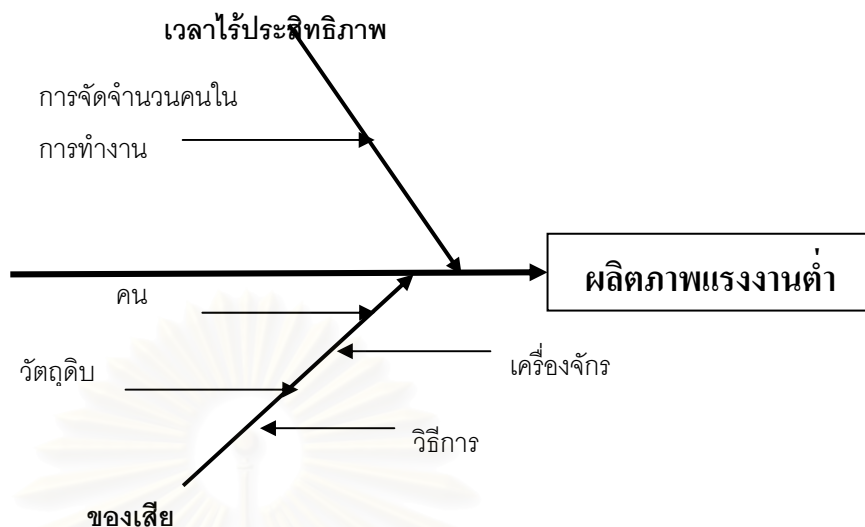 เวลาไร้ประสิทธิภาพ
การจัดจำนวนคนใน
การทำงาน
ผลิตภาพแรงงานต่ำ
คน
เครื่องจักร
วัตถุดิบ
วิธีการ
ของเสีย